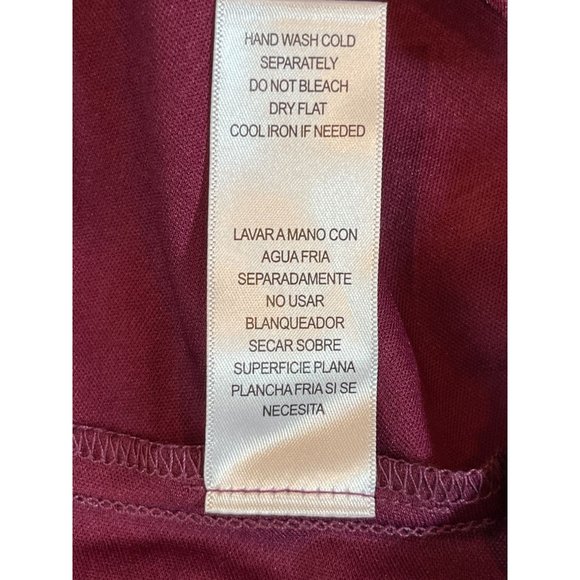 HAND WASH COLD
SEPARATELY
DO NOT BLEACH
DRY FLAT
COOL IRON IF NEEDED
LAVAR A MANO CON
AGUA FRIA
SEPARADAMENTE
NO USAR
BLANQUEADOR
SECAR SOBRE
SUPERFICIE PLANA
PLANCHA FRIA SI SE
NECESITA